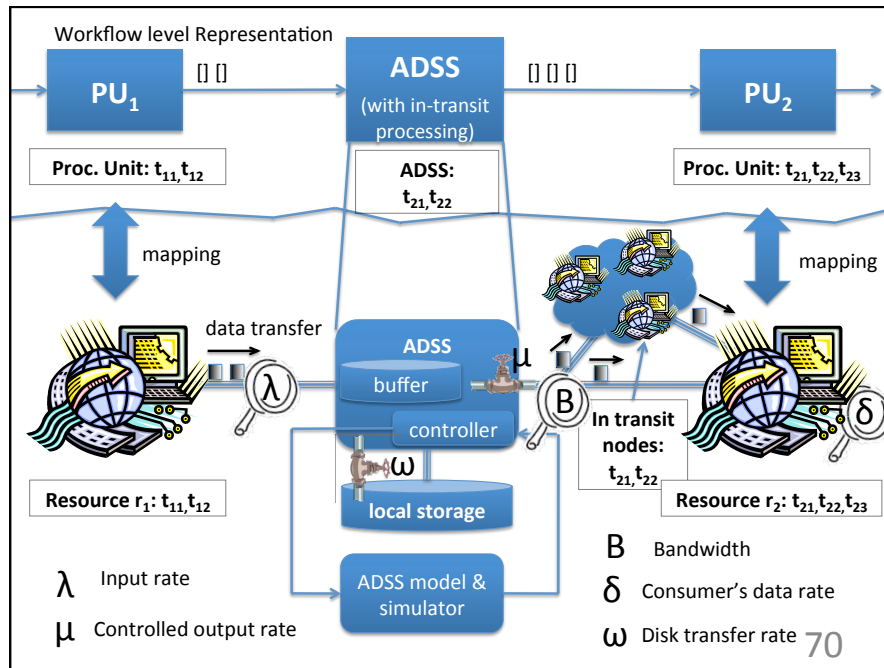 Workflow level Representation
PU₁
[] []
ADSS
(with in-transit
processing)
[] [] []
PU₂
Proc. Unit: t₁₁,t₁₂
ADSS:
t₂₁,t₂₂
Proc. Unit: t₂₁,t₂₂,t₂₃
mapping
mapping
data transfer
λ
ADSS
buffer
μ
B
δ
controller
ω
local storage
In transit
nodes:
t₂₁,t₂₂
Resource r₁: t₁₁,t₁₂
Resource r₂: t₂₁,t₂₂,t₂₃
ADSS model &
simulator
λ Input rate
μ Controlled output rate
B Bandwidth
δ Consumer's data rate
ω Disk transfer rate
70